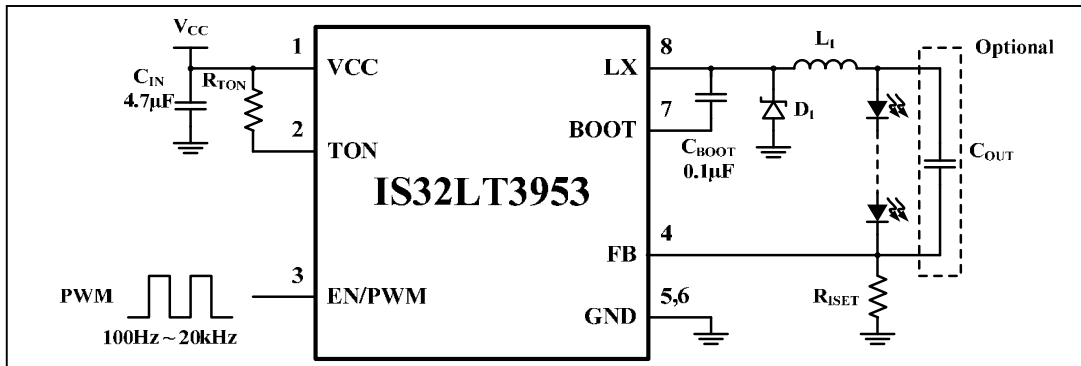 VCC
CIN
4.7µF
RTON
1
VCC
2
TON
IS32LT3953
3
EN/PWM
PWM
100Hz ~ 20kHz
8
LX
7
BOOT
CBOOT
0.1µF
D1
L1
Optional
COUT
4
FB
5,6
GND
RISET